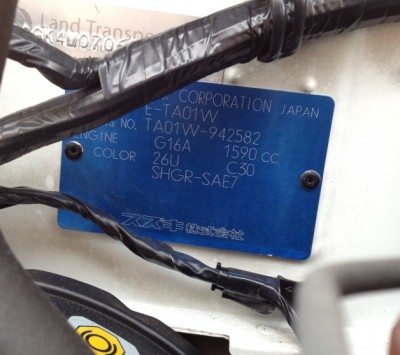 Land Transpo
CORPORATION JAPAN
E-TA01W
NO. TA01W-942582
ENGINE G16A 1590 cc
COLOR 26U C30
SHGR-SAE7
スズキ株式会社